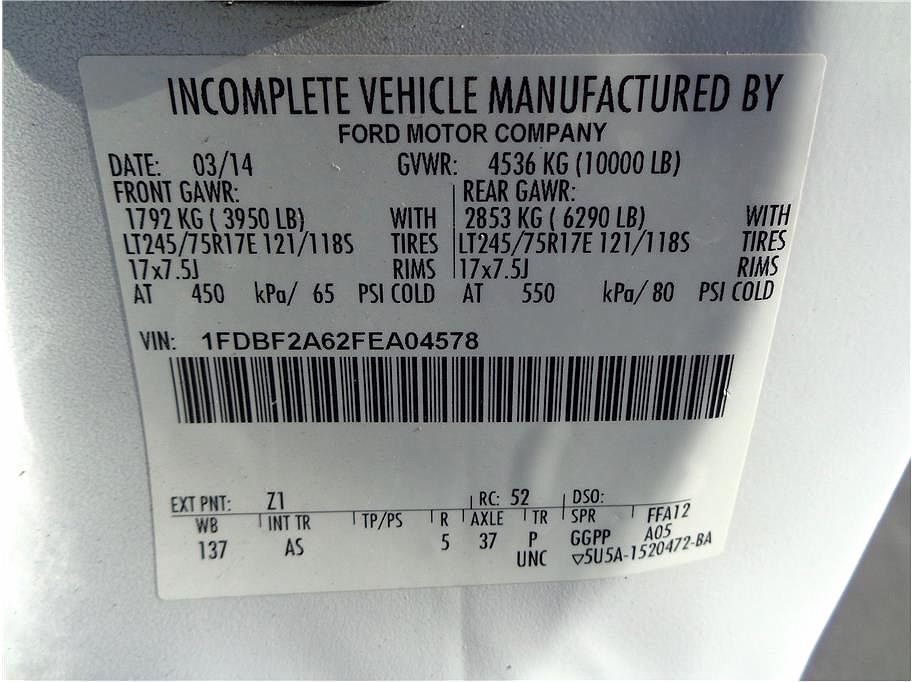 INCOMPLETE VEHICLE MANUFACTURED BY
FORD MOTOR COMPANY
DATE: 03/14 GVWR: 4536 KG (10000 LB)
FRONT GAWR: REAR GAWR:
1792 KG ( 3950 LB) WITH 2853 KG ( 6290 LB) WITH
LT245/75R17E 121/118S TIRES LT245/75R17E 121/118S TIRES
17x7.5J RIMS 17x7.5J RIMS
AT 450 kPa/ 65 PSI COLD AT 550 kPa/ 80 PSI COLD
VIN: 1FDBF2A62FEA04578
EXT PNT: Z1 RC: 52 DSO:
WB INT TR TP/PS R AXLE TR SPR FFA12
137 AS 5 37 P GGPP A05
UNC ▽5U5A-1520472-BA